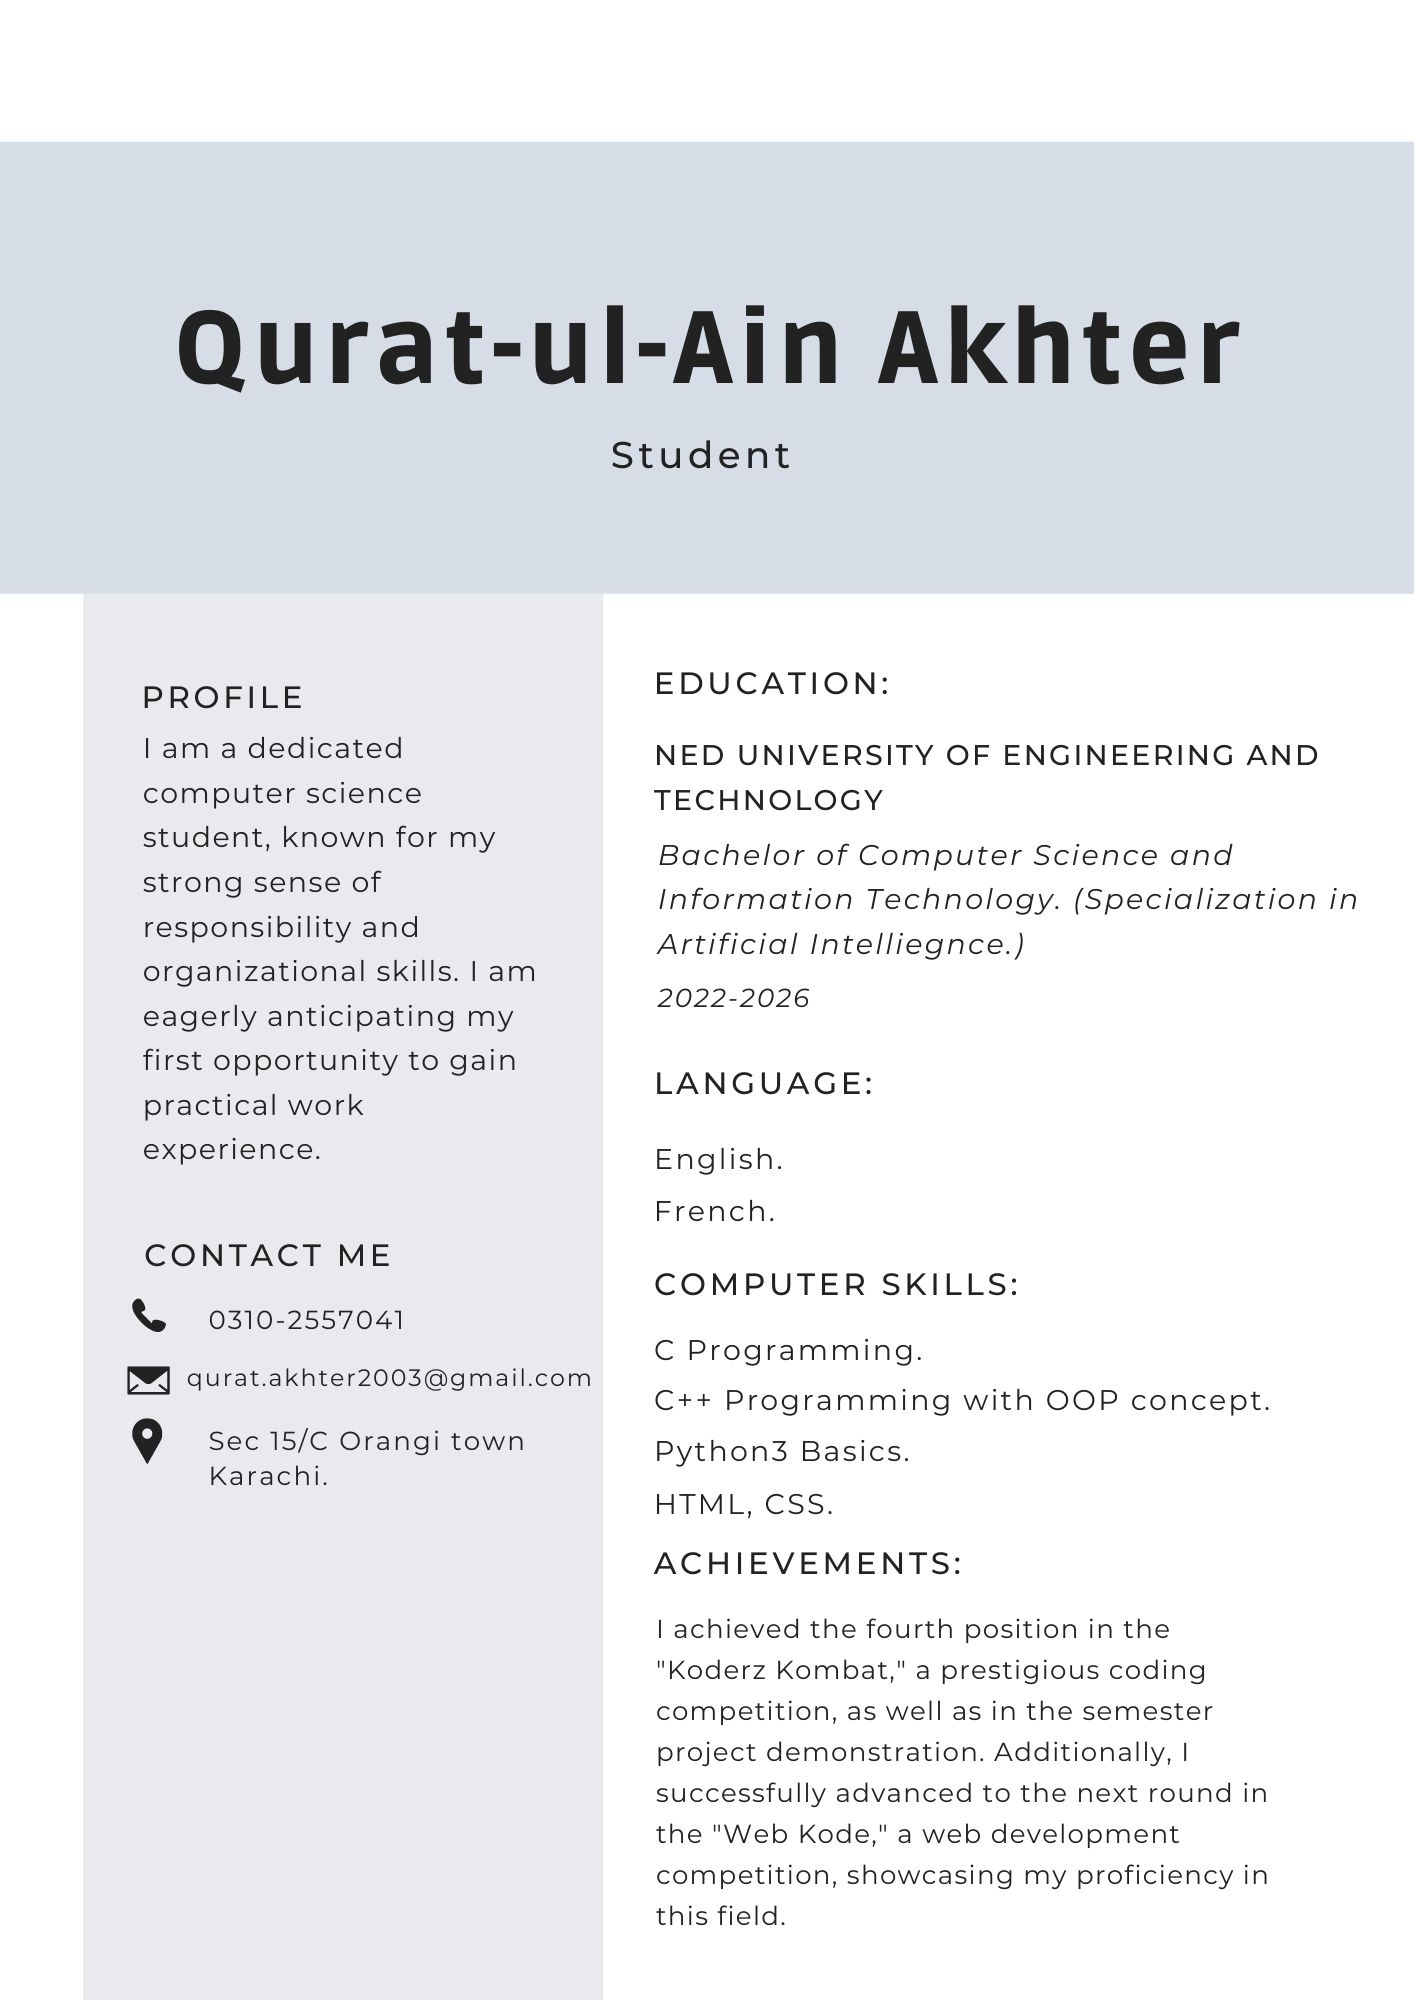 Qurat-ul-Ain Akhter
Student
PROFILE
I am a dedicated
computer science
student, known for my
strong sense of
responsibility and
organizational skills. I am
eagerly anticipating my
first opportunity to gain
practical work
experience.
CONTACT ME
0310-2557041
qurat.akhter2003@gmail.com
Sec 15/C Orangi town
Karachi.
EDUCATION:
NED UNIVERSITY OF ENGINEERING AND
TECHNOLOGY
Bachelor of Computer Science and
Information Technology. (Specialization in
Artificial Intelliegnce.)
2022-2026
LANGUAGE:
English.
French.
COMPUTER SKILLS:
C Programming.
C++ Programming with OOP concept.
Python3 Basics.
HTML, CSS.
ACHIEVEMENTS:
I achieved the fourth position in the
"Koderz Kombat," a prestigious coding
competition, as well as in the semester
project demonstration. Additionally, I
successfully advanced to the next round in
the "Web Kode," a web development
competition, showcasing my proficiency in
this field.